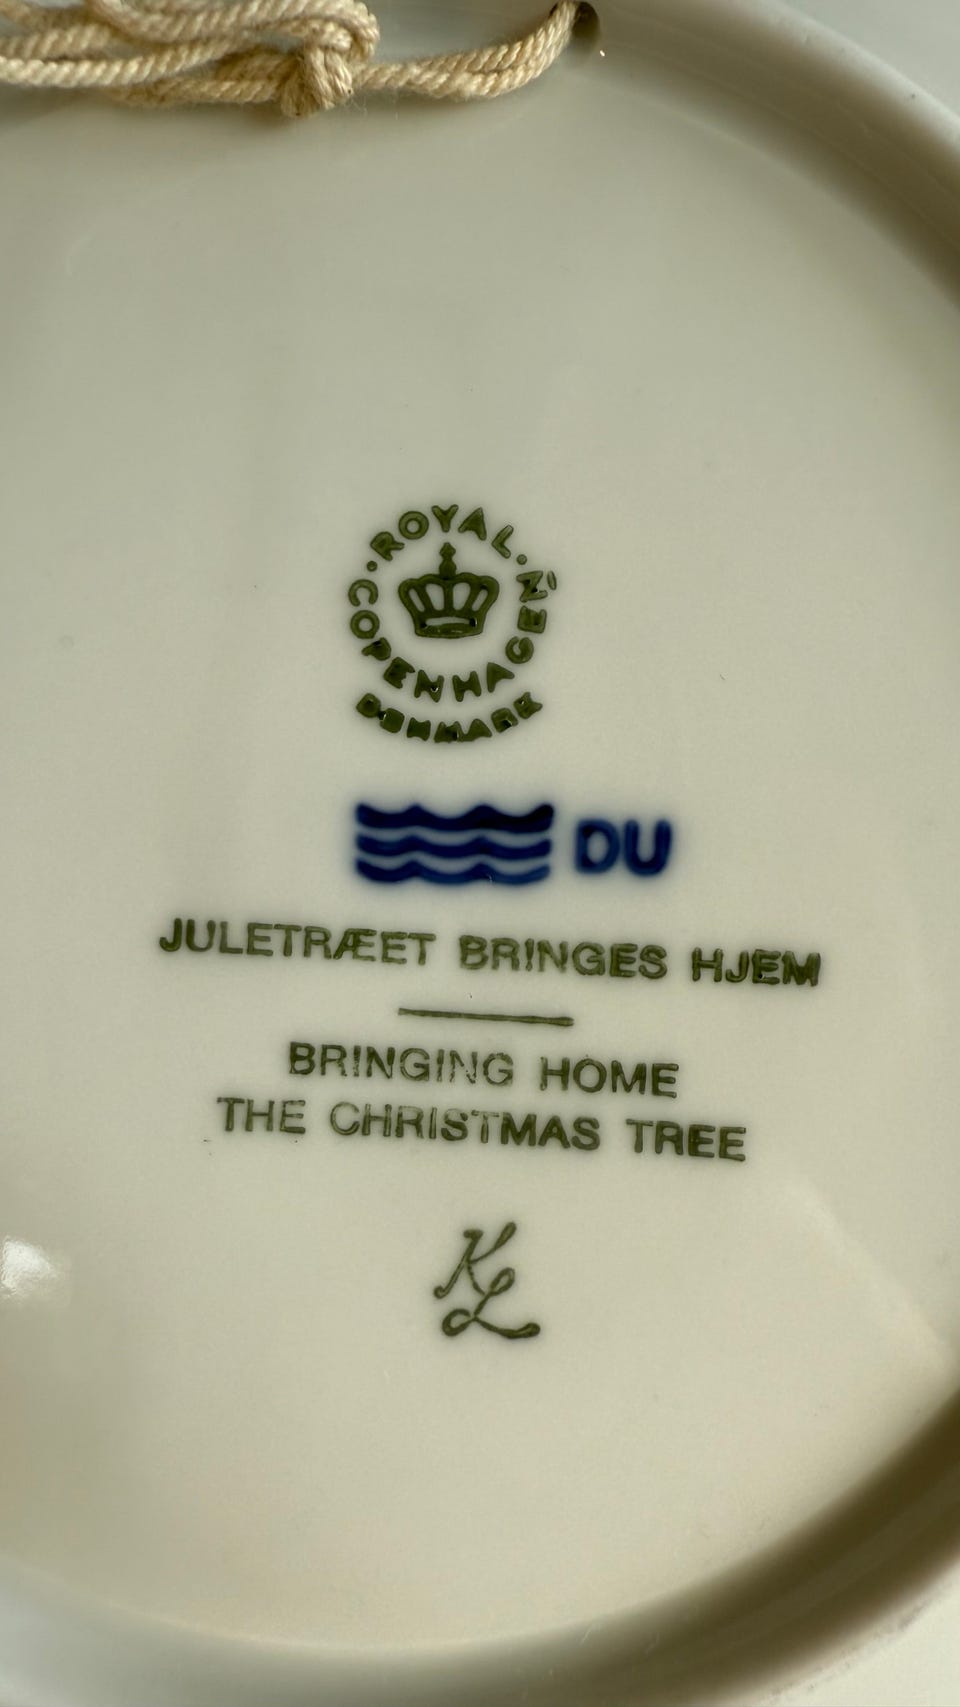 ROYAL
COPENHAGEN
DENMARK
DU
JULETRÆET BRINGES HJEM
BRINGING HOME
THE CHRISTMAS TREE
KL